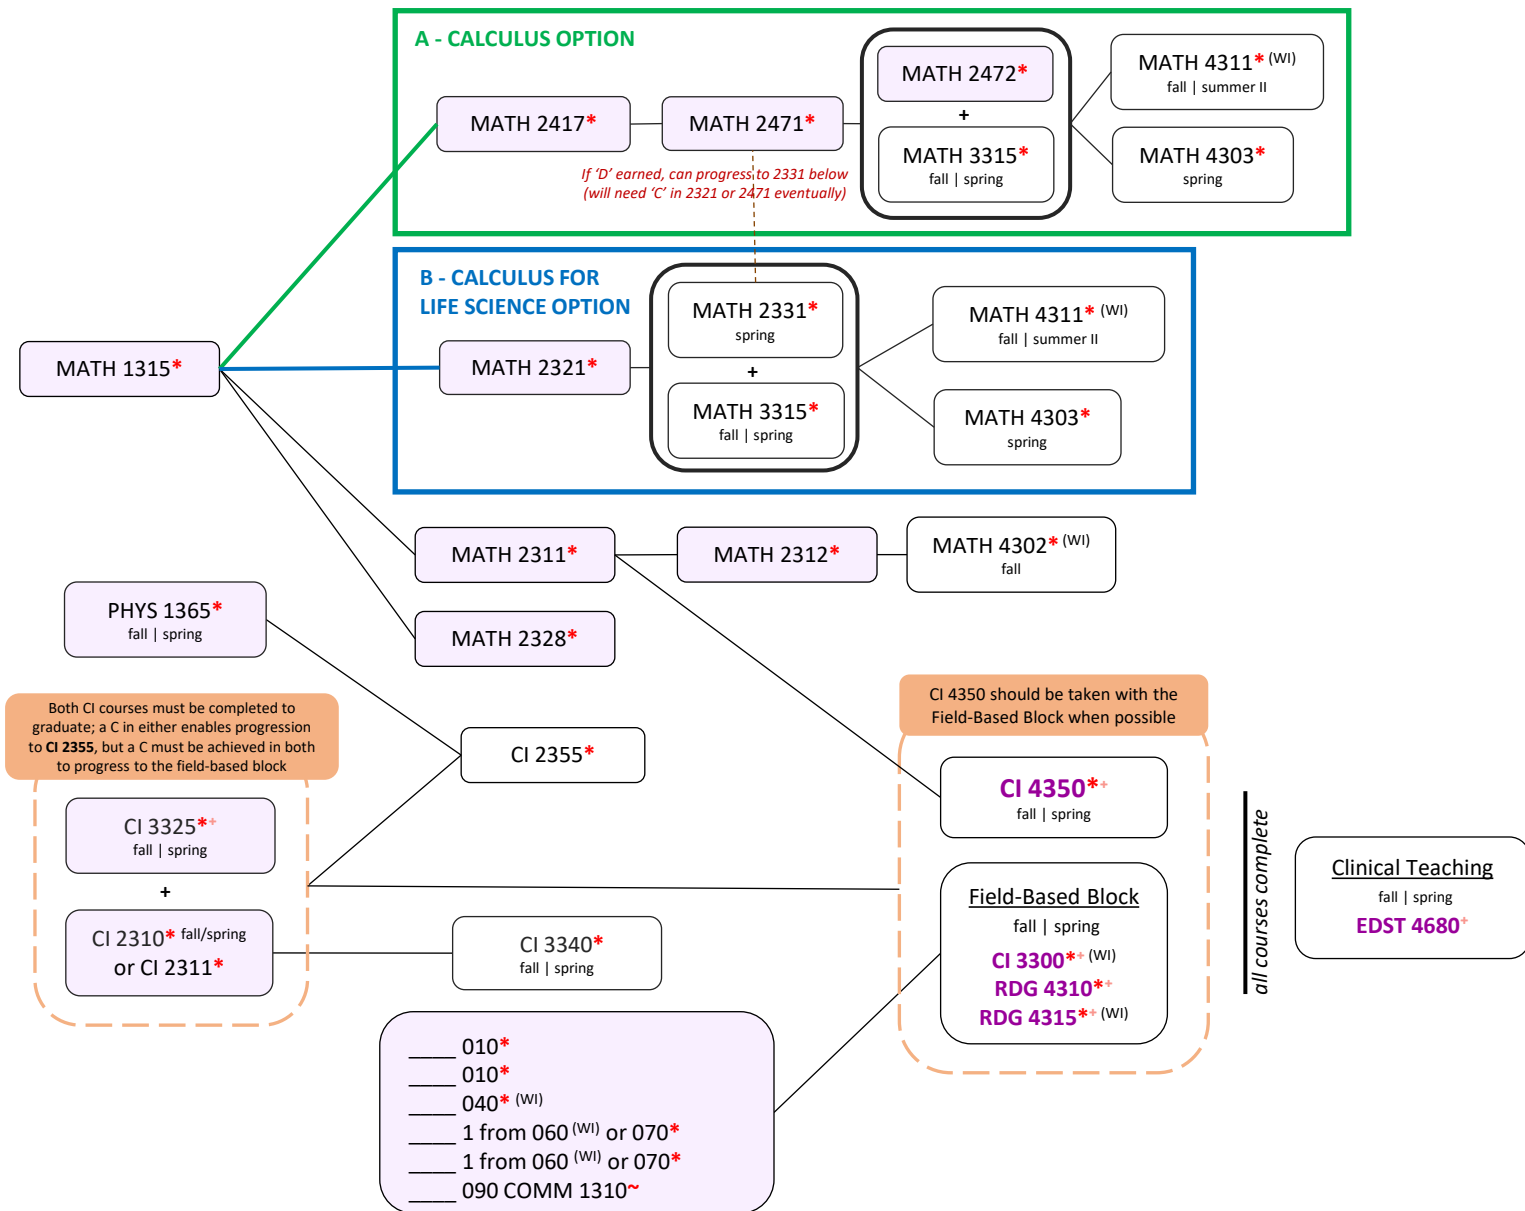 A - CALCULUS OPTION
MATH 2417*
MATH 2471*
MATH 2472*
+
MATH 3315*
fall | spring
MATH 4311* (WI)
fall | summer II
MATH 4303*
spring
If ‘D’ earned, can progress to 2331 below
(will need ‘C’ in 2321 or 2471 eventually)
B - CALCULUS FOR
LIFE SCIENCE OPTION
MATH 1315*
MATH 2321*
MATH 2331*
spring
+
MATH 3315*
fall | spring
MATH 4311* (WI)
fall | summer II
MATH 4303*
spring
MATH 2311*
MATH 2312*
MATH 4302* (WI)
fall
MATH 2328*
PHYS 1365*
fall | spring
Both CI courses must be completed to
graduate; a C in either enables progression
to CI 2355, but a C must be achieved in both
to progress to the field-based block
CI 3325*+
fall | spring
+
CI 2310* fall/spring
or CI 2311*
CI 2355*
CI 3340*
fall | spring
____ 010*
____ 010*
____ 040* (WI)
____ 1 from 060 (WI) or 070*
____ 1 from 060 (WI) or 070*
____ 090 COMM 1310~
CI 4350 should be taken with the
Field-Based Block when possible
CI 4350*+
fall | spring
Field-Based Block
fall | spring
CI 3300*+ (WI)
RDG 4310*+
RDG 4315*+ (WI)
all courses complete
Clinical Teaching
fall | spring
EDST 4680+